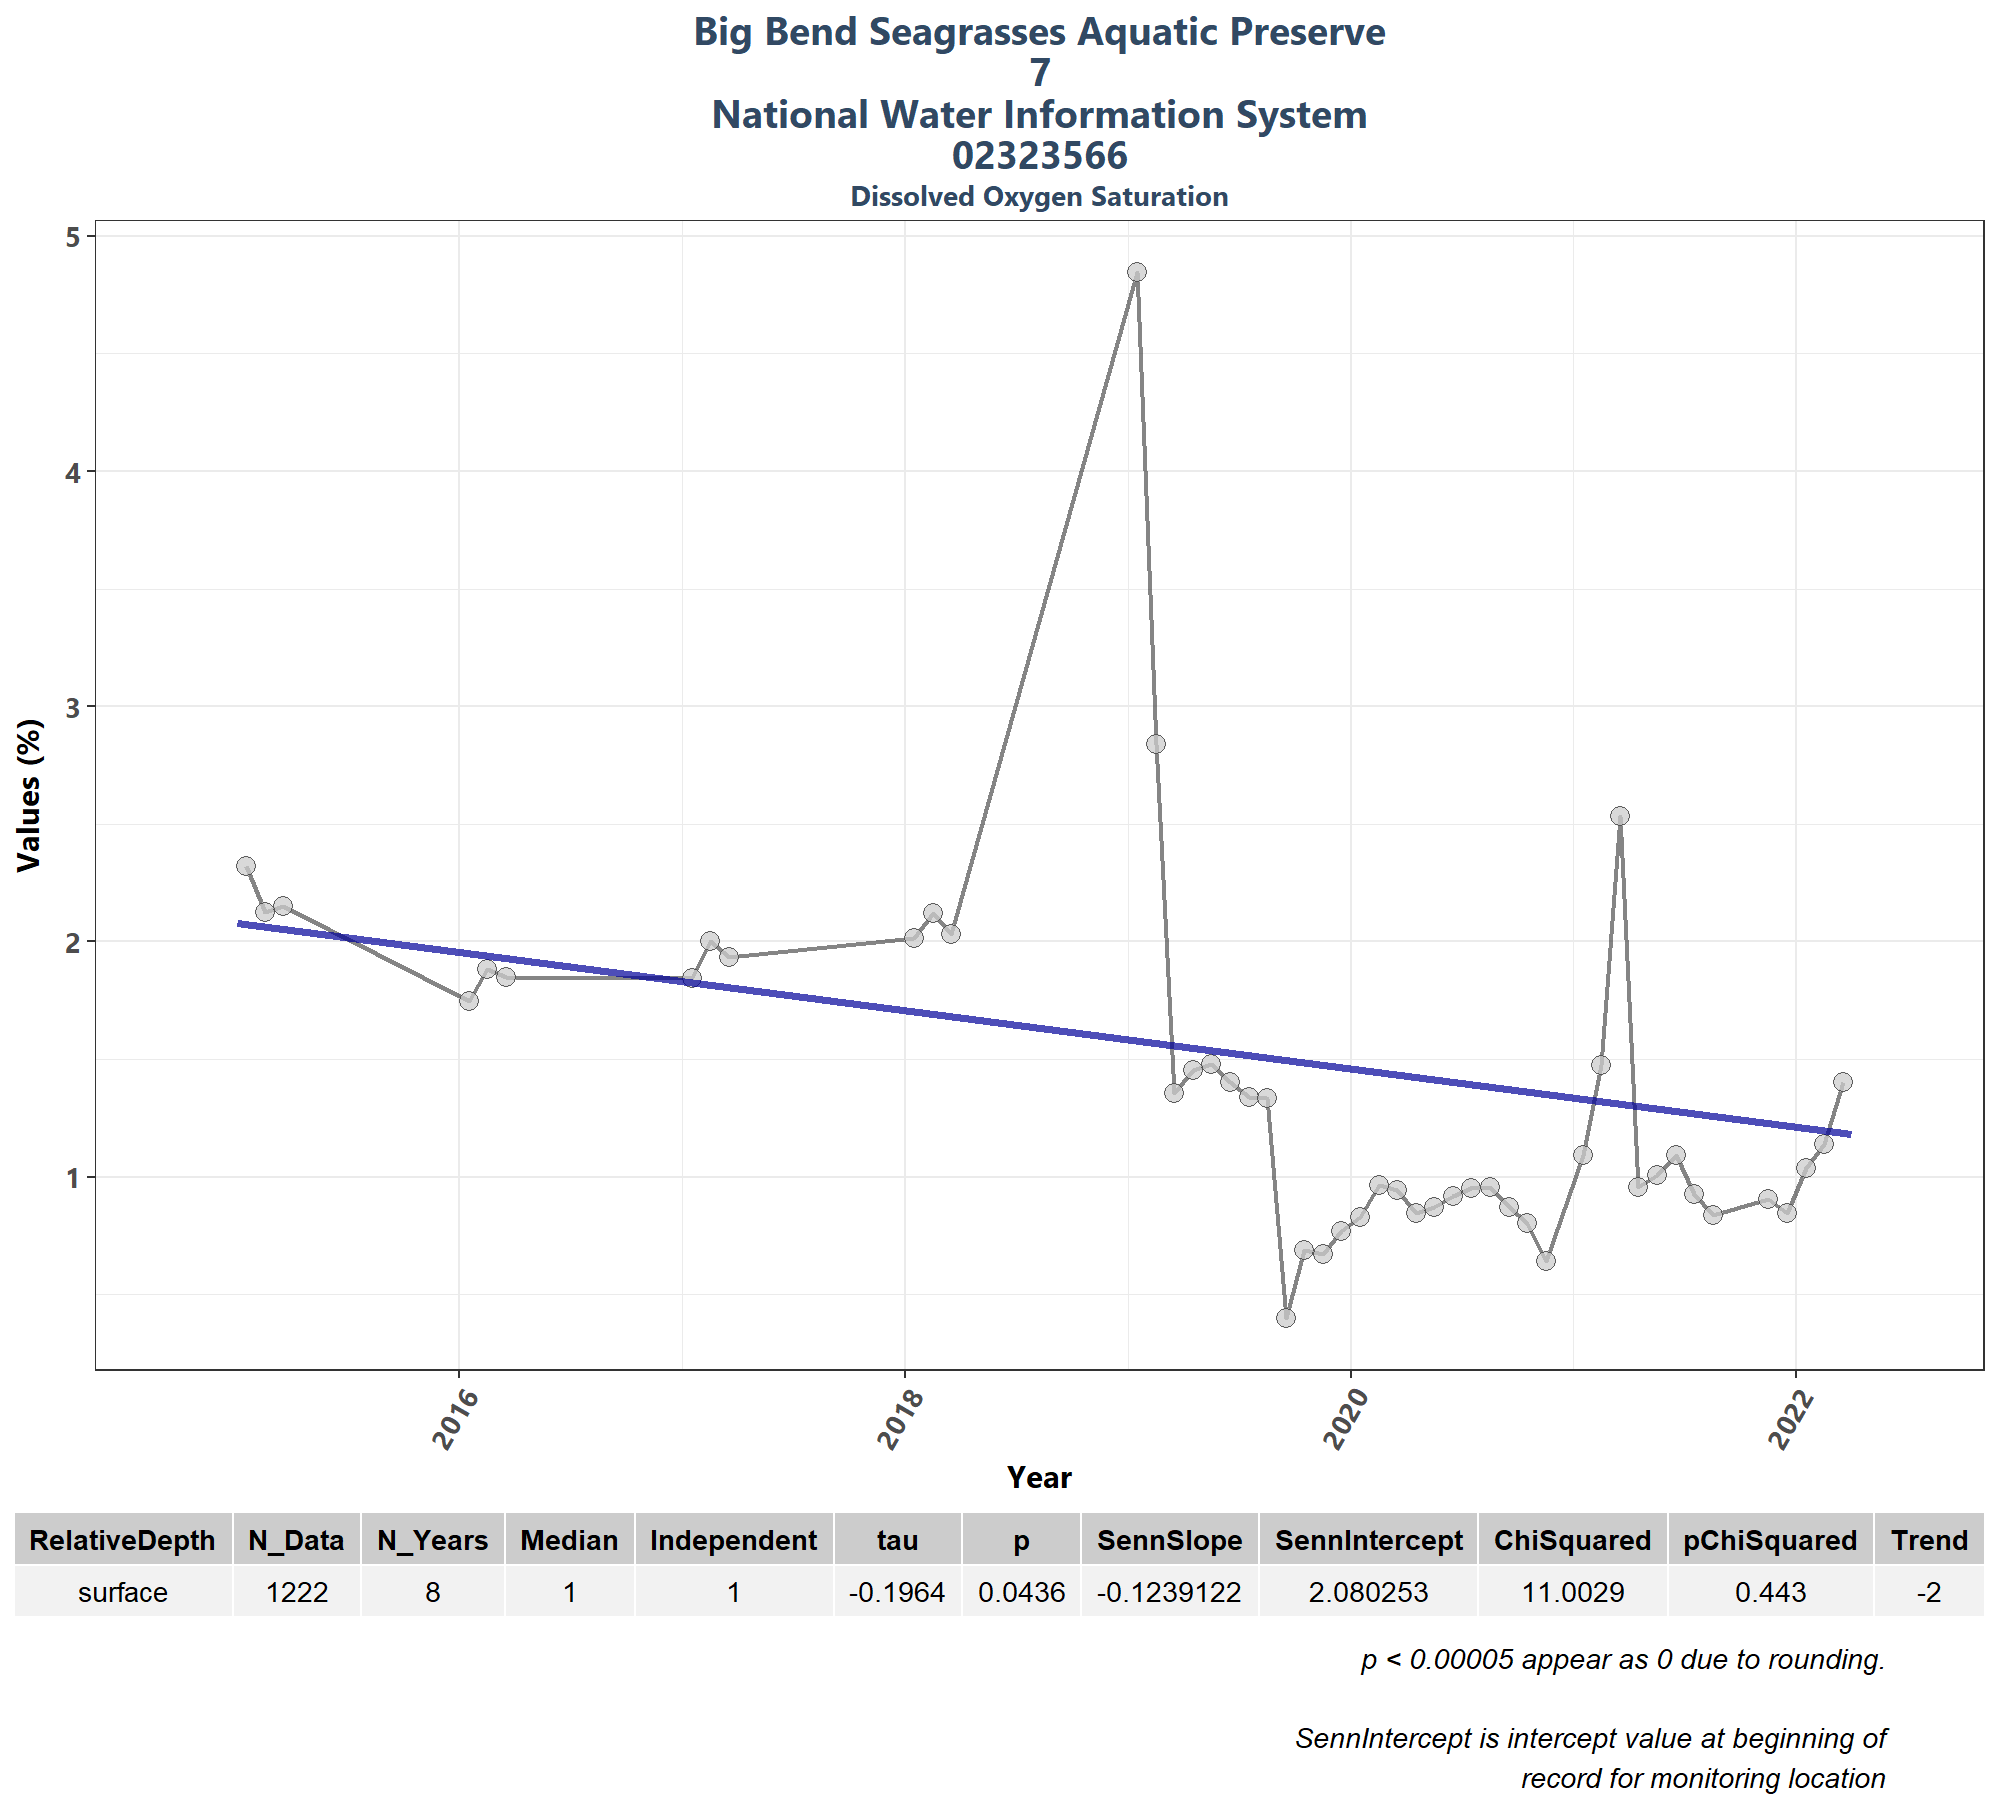 Big Bend Seagrasses Aquatic Preserve
7
National Water Information System
02323566
Dissolved Oxygen Saturation
5
4
3
2
1
Values (%)
2016 2018 2020 2022
Year
RelativeDepth N_Data N_Years Median Independent tau p SennSlope SennIntercept ChiSquared pChiSquared Trend
surface 1222 8 1 1 -0.1964 0.0436 -0.1239122 2.080253 11.0029 0.443 -2
p < 0.00005 appear as 0 due to rounding.
SennIntercept is intercept value at beginning of
record for monitoring location